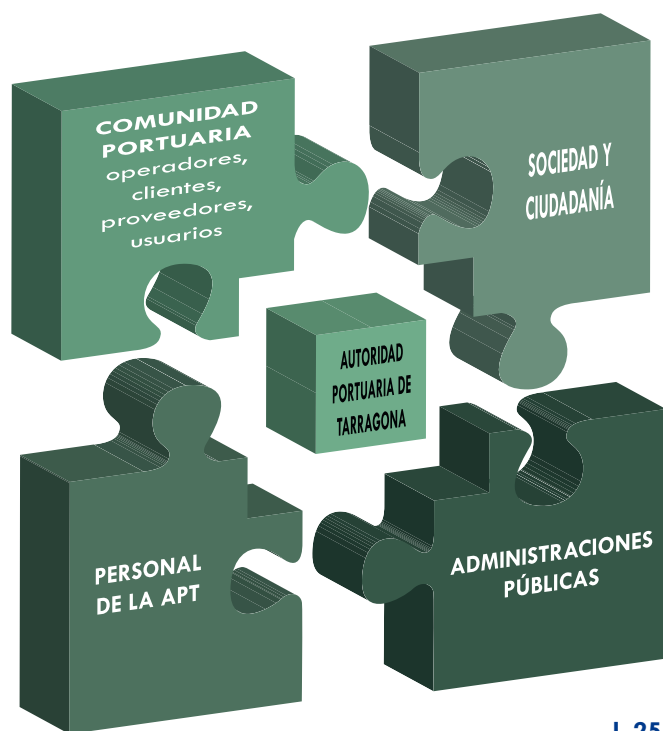 COMUNIDAD
PORTUARIA
operadores,
clientes,
proveedores,
usuarios
SOCIEDAD Y
CIUDADANÍA
AUTORIDAD
PORTUARIA DE
TARRAGONA
PERSONAL
DE LA APT
ADMINISTRACIONES
PÚBLICAS